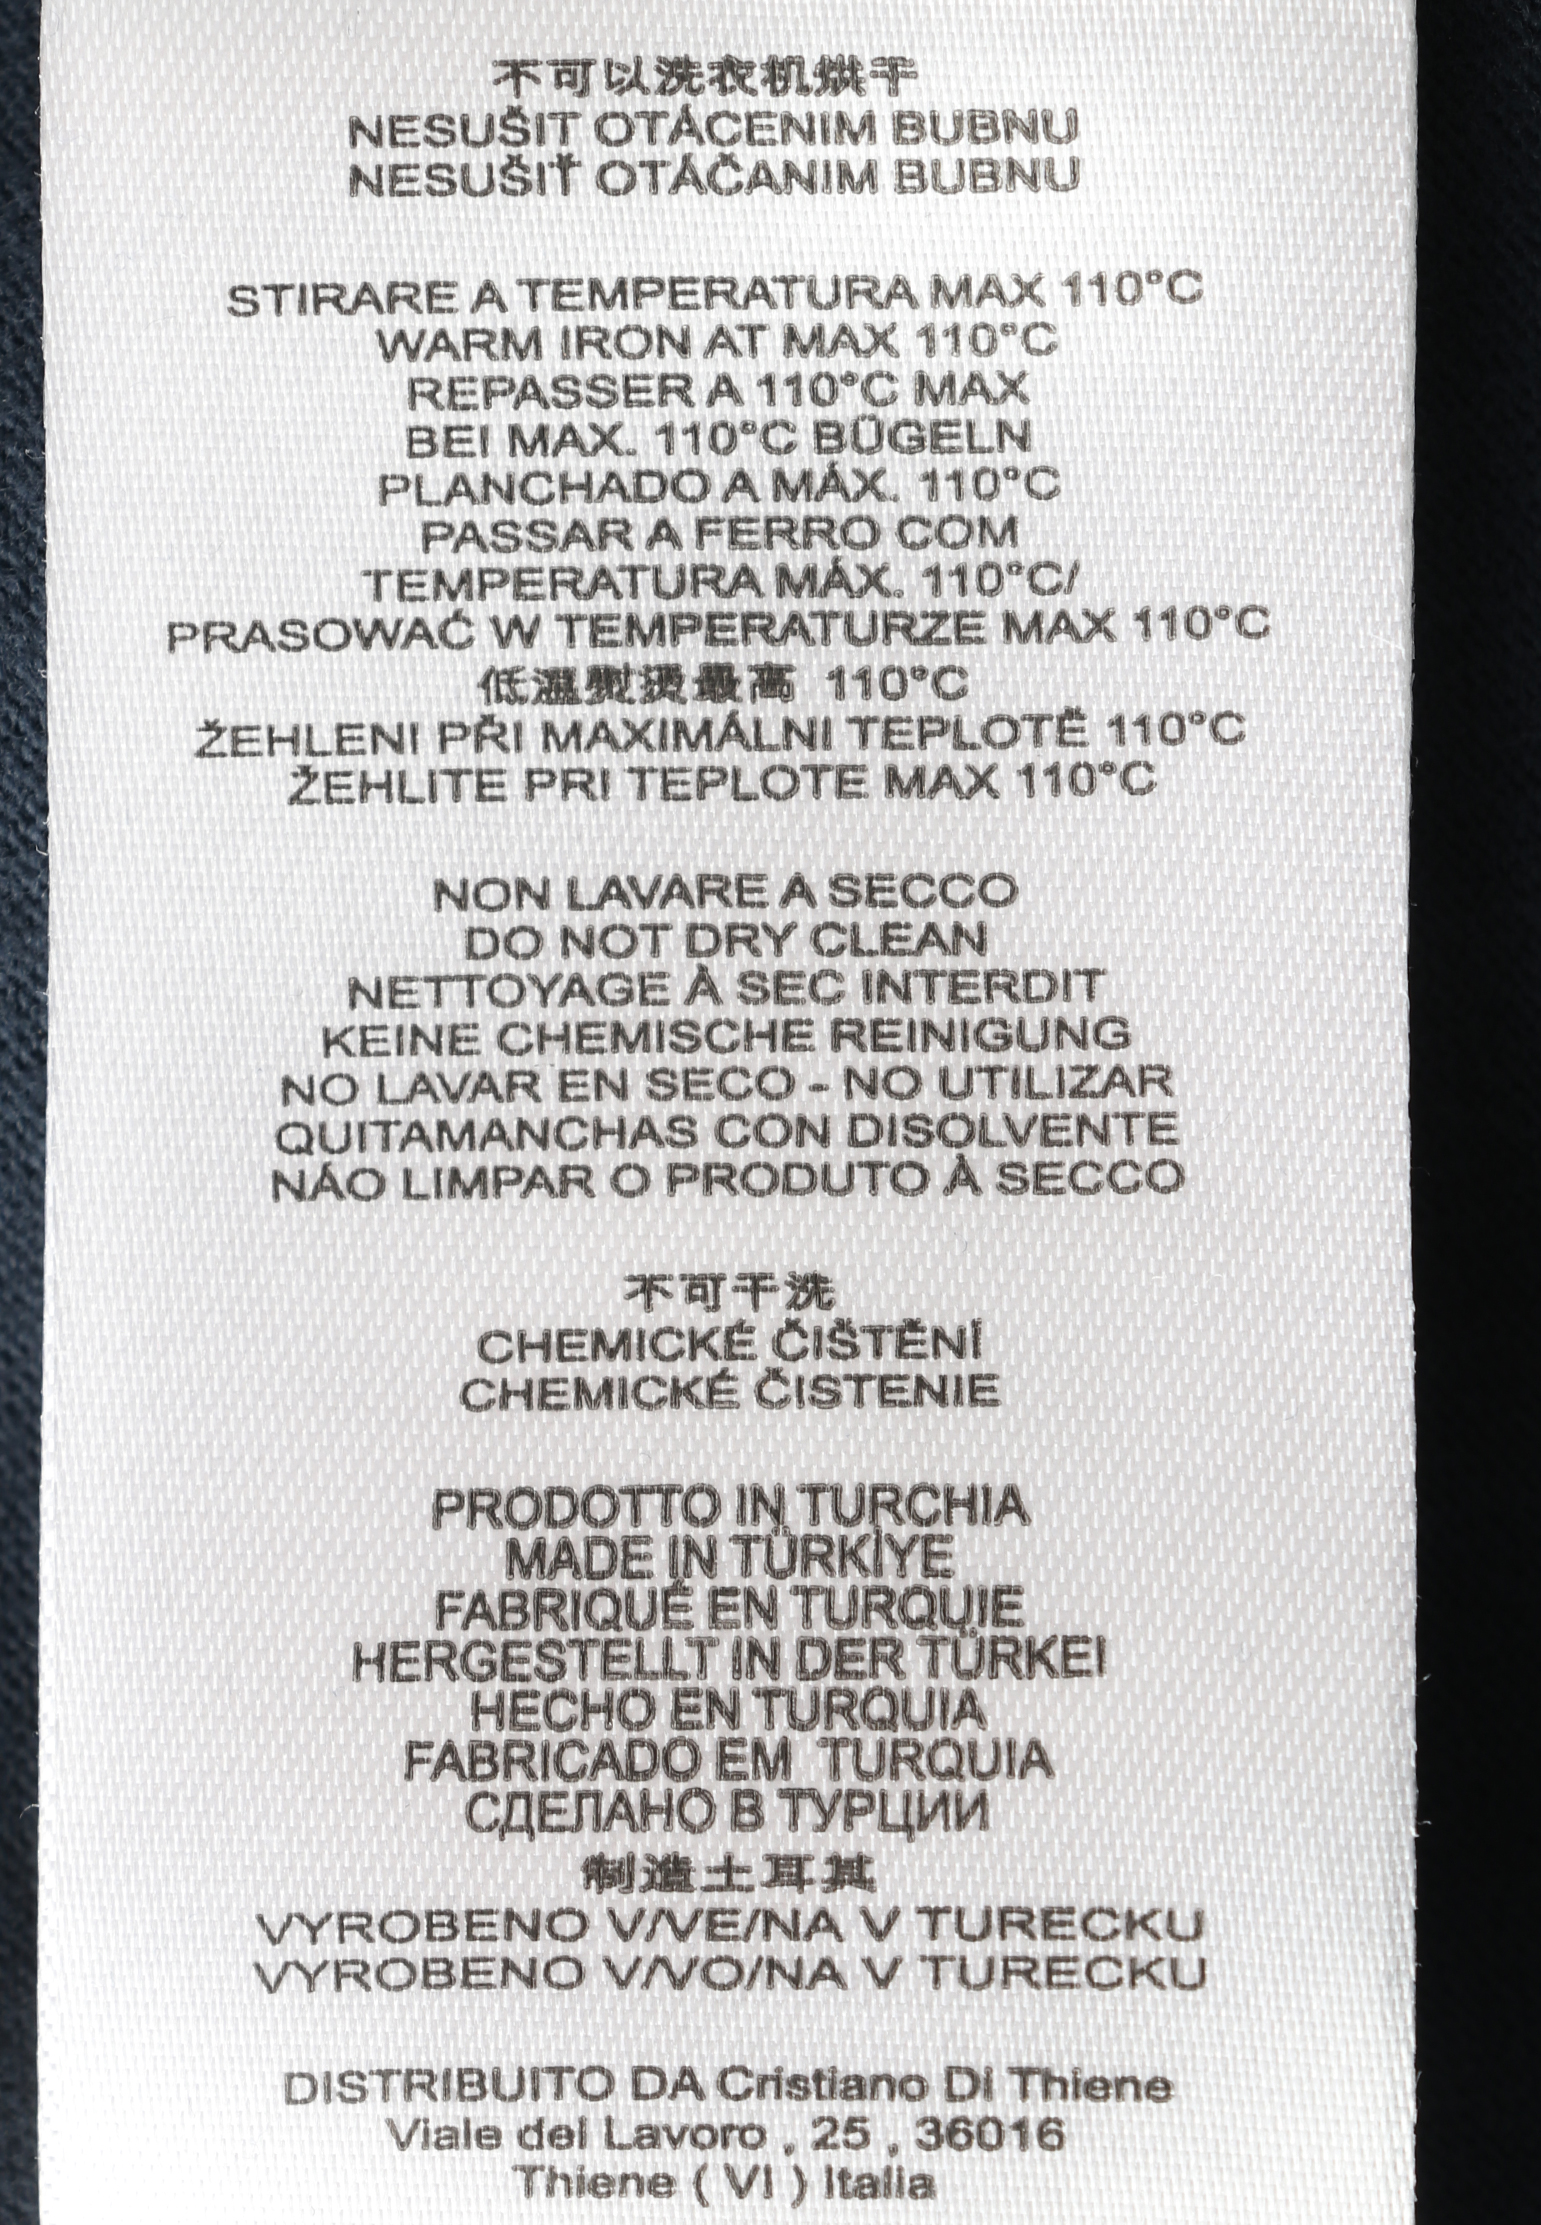 不可以洗衣机烘干
NESUŠIT OTÁCENIM BUBNU
NESUŠIŤ OTÁČANIM BUBNU
STIRARE A TEMPERATURA MAX 110°C
WARM IRON AT MAX 110°C
REPASSER A 110°C MAX
BEI MAX. 110°C BÜGELN
PLANCHADO A MÁX. 110°C
PASSAR A FERRO COM
TEMPERATURA MÁX. 110°C/
PRASOWAĆ W TEMPERATURZE MAX 110°C
低温熨烫最高 110°C
ŽEHLENI PŘI MAXIMÁLNI TEPLOTĚ 110°C
ŽEHLITE PRI TEPLOTE MAX 110°C
NON LAVARE A SECCO
DO NOT DRY CLEAN
NETTOYAGE À SEC INTERDIT
KEINE CHEMISCHE REINIGUNG
NO LAVAR EN SECO - NO UTILIZAR
QUITAMANCHAS CON DISOLVENTE
NÁO LIMPAR O PRODUTO À SECCO
不可干洗
CHEMICKÉ ČIŠTĚNÍ
CHEMICKÉ ČISTENIE
PRODOTTO IN TURCHIA
MADE IN TÜRKİYE
FABRIQUÉ EN TURQUIE
HERGESTELLT IN DER TÜRKEI
HECHO EN TURQUIA
FABRICADO EM TURQUIA
СДЕЛАНО В ТУРЦИИ
制造土耳其
VYROBENO V/VE/NA V TURECKU
VYROBENO V/VO/NA V TURECKU
DISTRIBUITO DA Cristiano Di Thiene
Viale del Lavoro , 25 , 36016
Thiene ( VI ) Italia